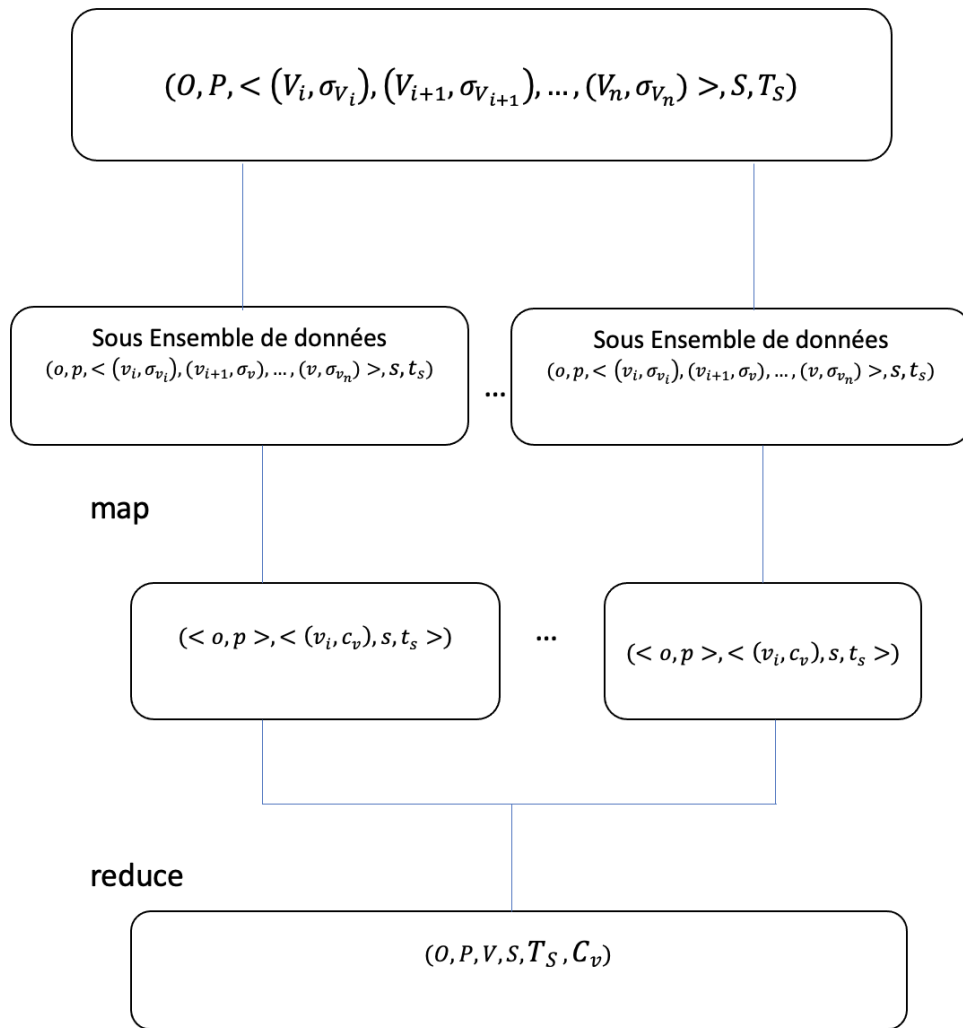 (O, P, < (V_i, σ_{V_i}), (V_{i+1}, σ_{V_{i+1}}), …, (V_n, σ_{V_n}) >, S, T_S)
Sous Ensemble de données
(o, p, < (v_i, σ_{v_i}), (v_{i+1}, σ_v), …, (v, σ_{v_n}) >, s, t_s)
...
Sous Ensemble de données
(o, p, < (v_i, σ_{v_i}), (v_{i+1}, σ_v), …, (v, σ_{v_n}) >, s, t_s)
map
(< o, p >, < (v_i, c_v), s, t_s >)
...
(< o, p >, < (v_i, c_v), s, t_s >)
reduce
(O, P, V, S, T_S, C_v)